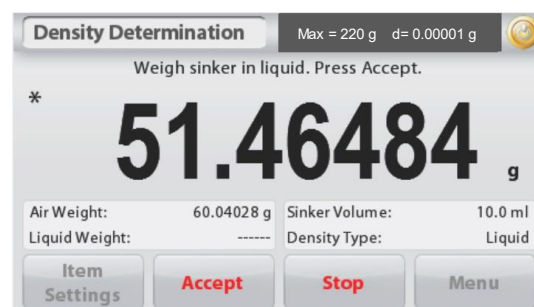 Density Determination
Max = 220 g d= 0.00001 g
Weigh sinker in liquid. Press Accept.
*
51.46484 g
Air Weight: 60.04028 g Sinker Volume: 10.0 ml
Liquid Weight: ------ Density Type: Liquid
Item Settings Accept Stop Menu